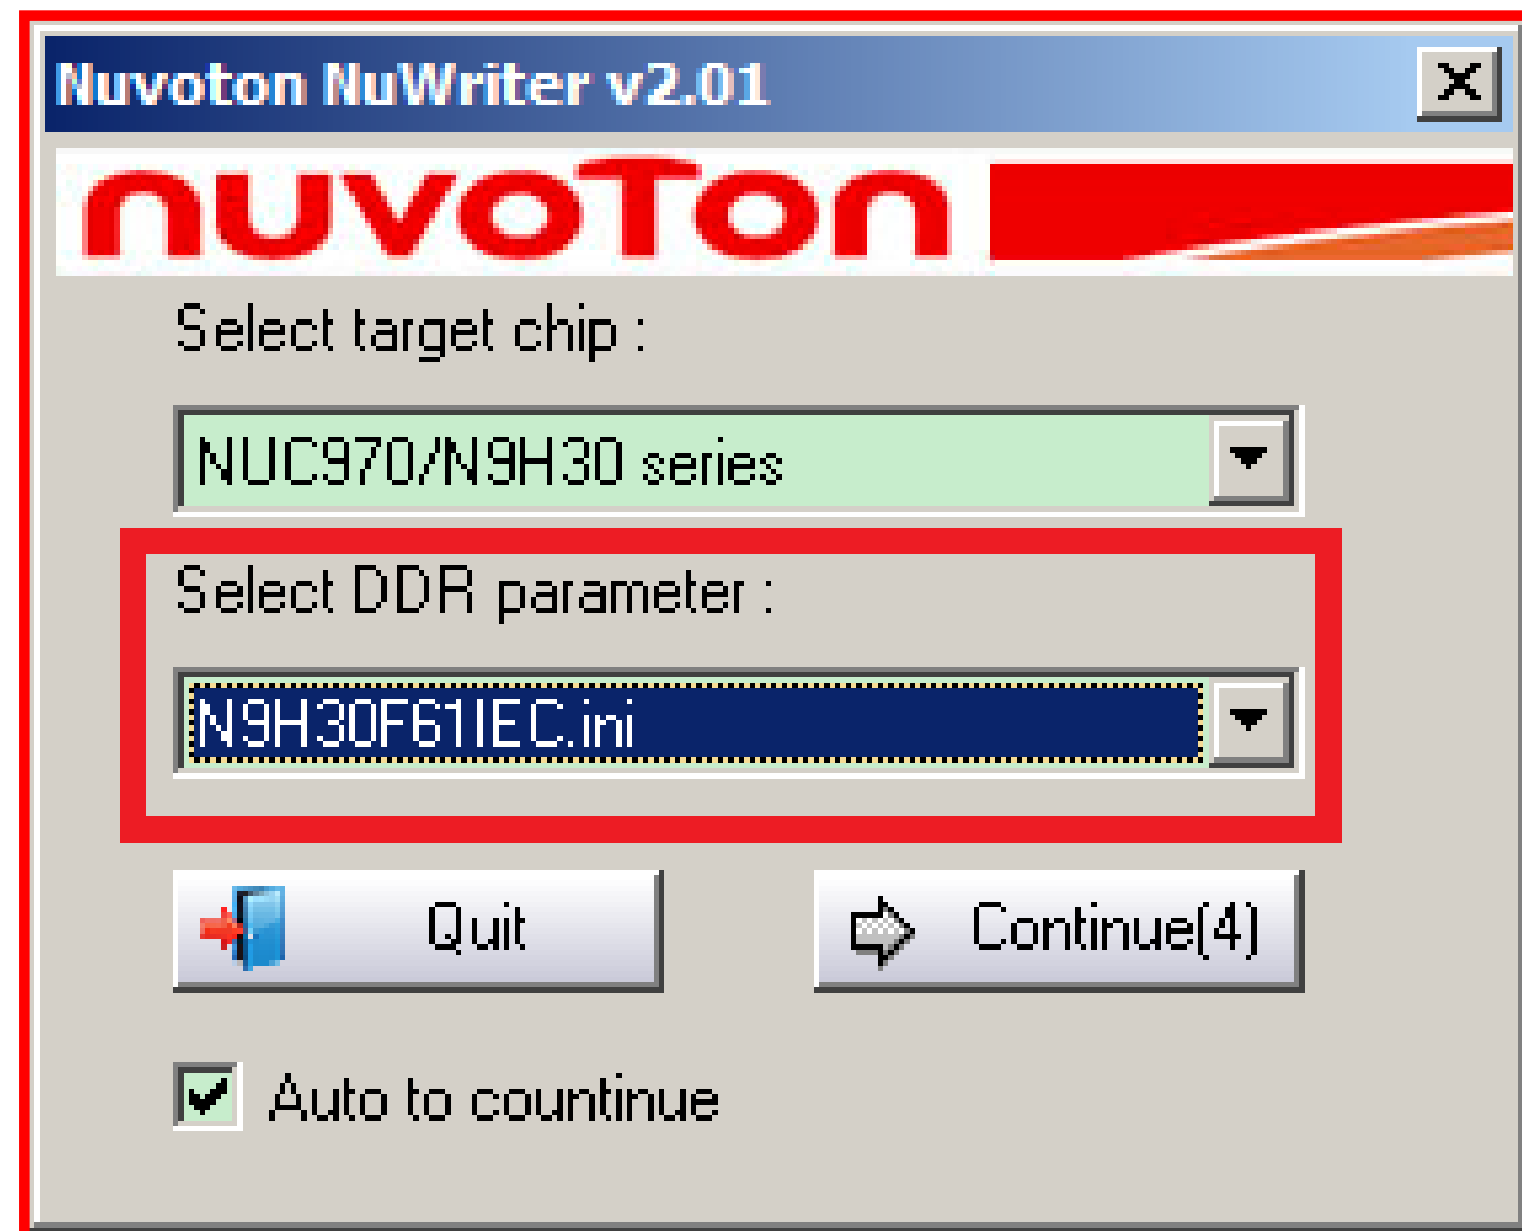 Nuvoton NuWriter v2.01
nuvoTon
Select target chip :
NUC970/N9H30 series
Select DDR parameter :
N9H30F61IEC.ini
Quit
Continue(4)
Auto to countinue